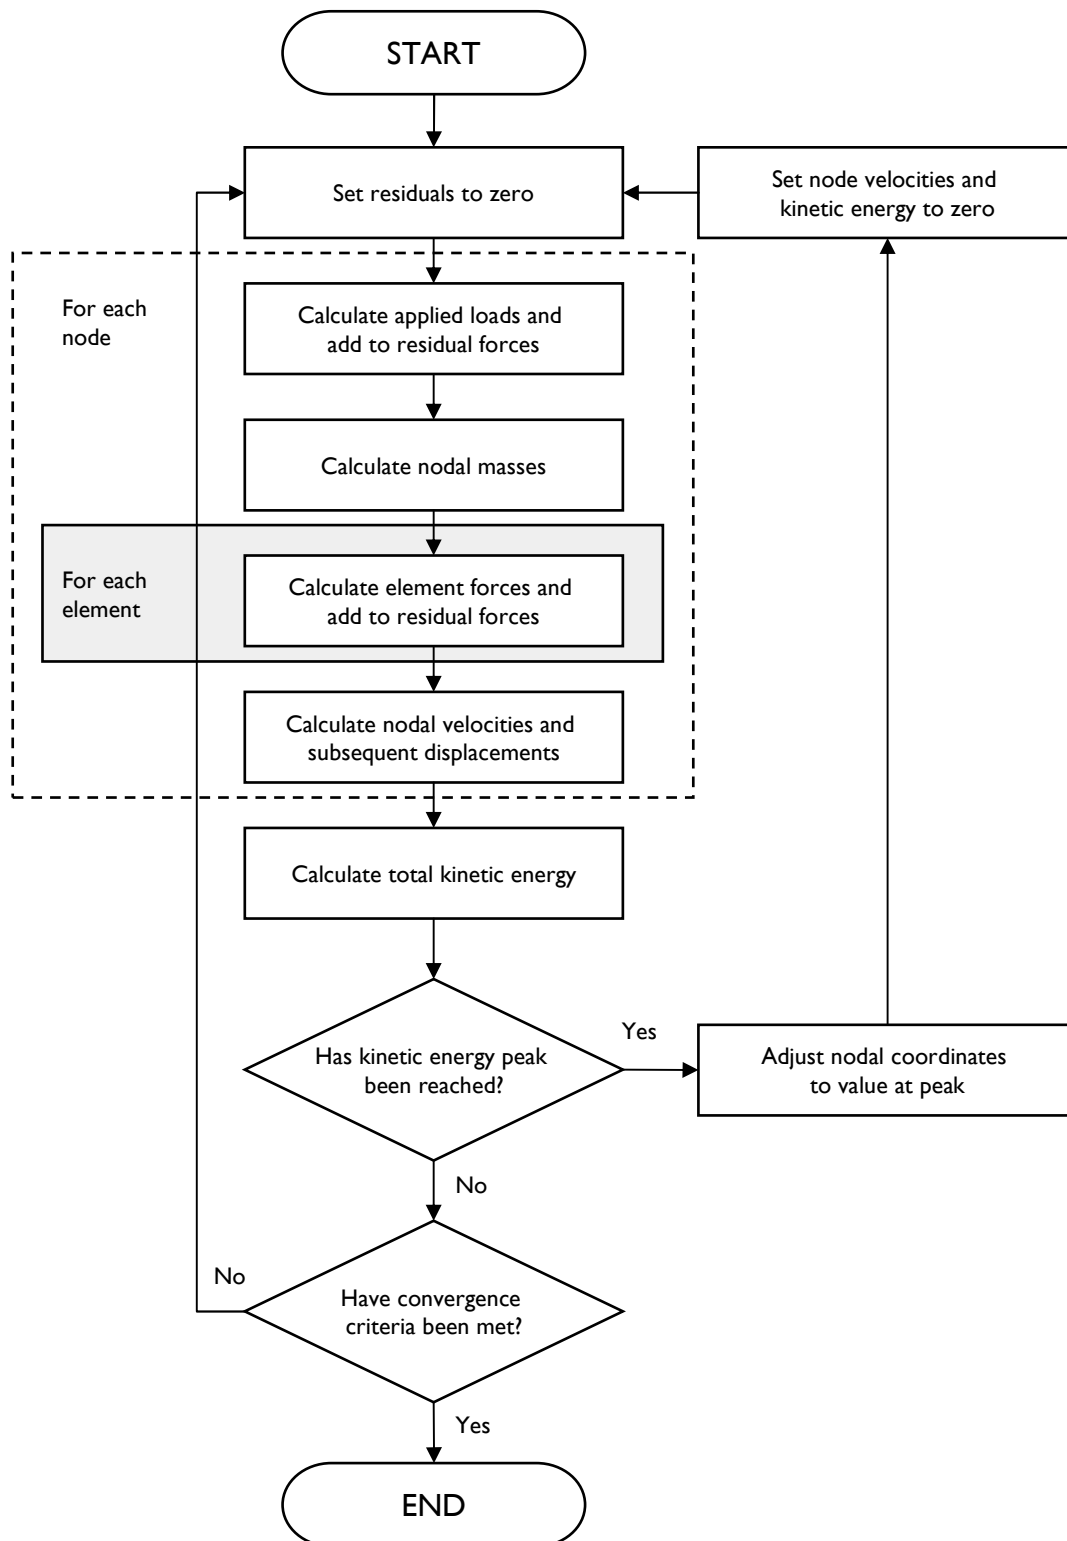 START
Set residuals to zero
Set node velocities and
kinetic energy to zero
For each
node
Calculate applied loads and
add to residual forces
Calculate nodal masses
For each
element
Calculate element forces and
add to residual forces
Calculate nodal velocities and
subsequent displacements
Calculate total kinetic energy
Has kinetic energy peak
been reached?
Yes
Adjust nodal coordinates
to value at peak
No
No
Have convergence
criteria been met?
Yes
END